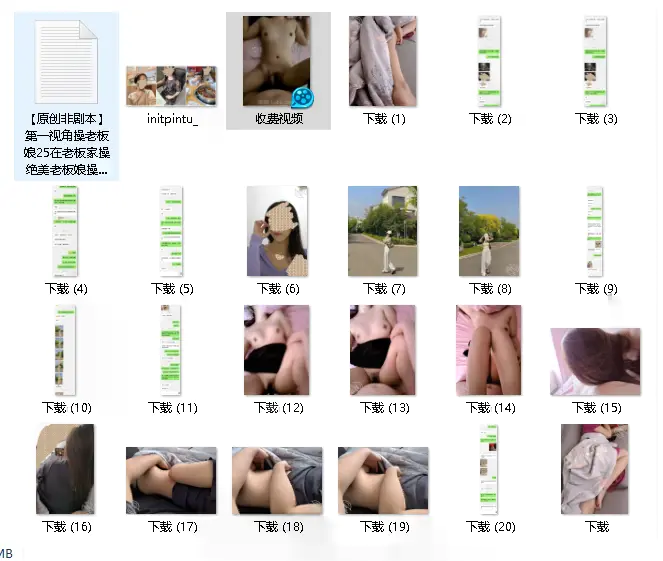 【原创非剧本】
第一视角操老板
娘25在老板家操
绝美老板娘操...
initpintu_
收费视频
下载 (1)
下载 (2)
下载 (3)
下载 (4)
下载 (5)
下载 (6)
下载 (7)
下载 (8)
下载 (9)
下载 (10)
下载 (11)
下载 (12)
下载 (13)
下载 (14)
下载 (15)
下载 (16)
下载 (17)
下载 (18)
下载 (19)
下载 (20)
下载
MB